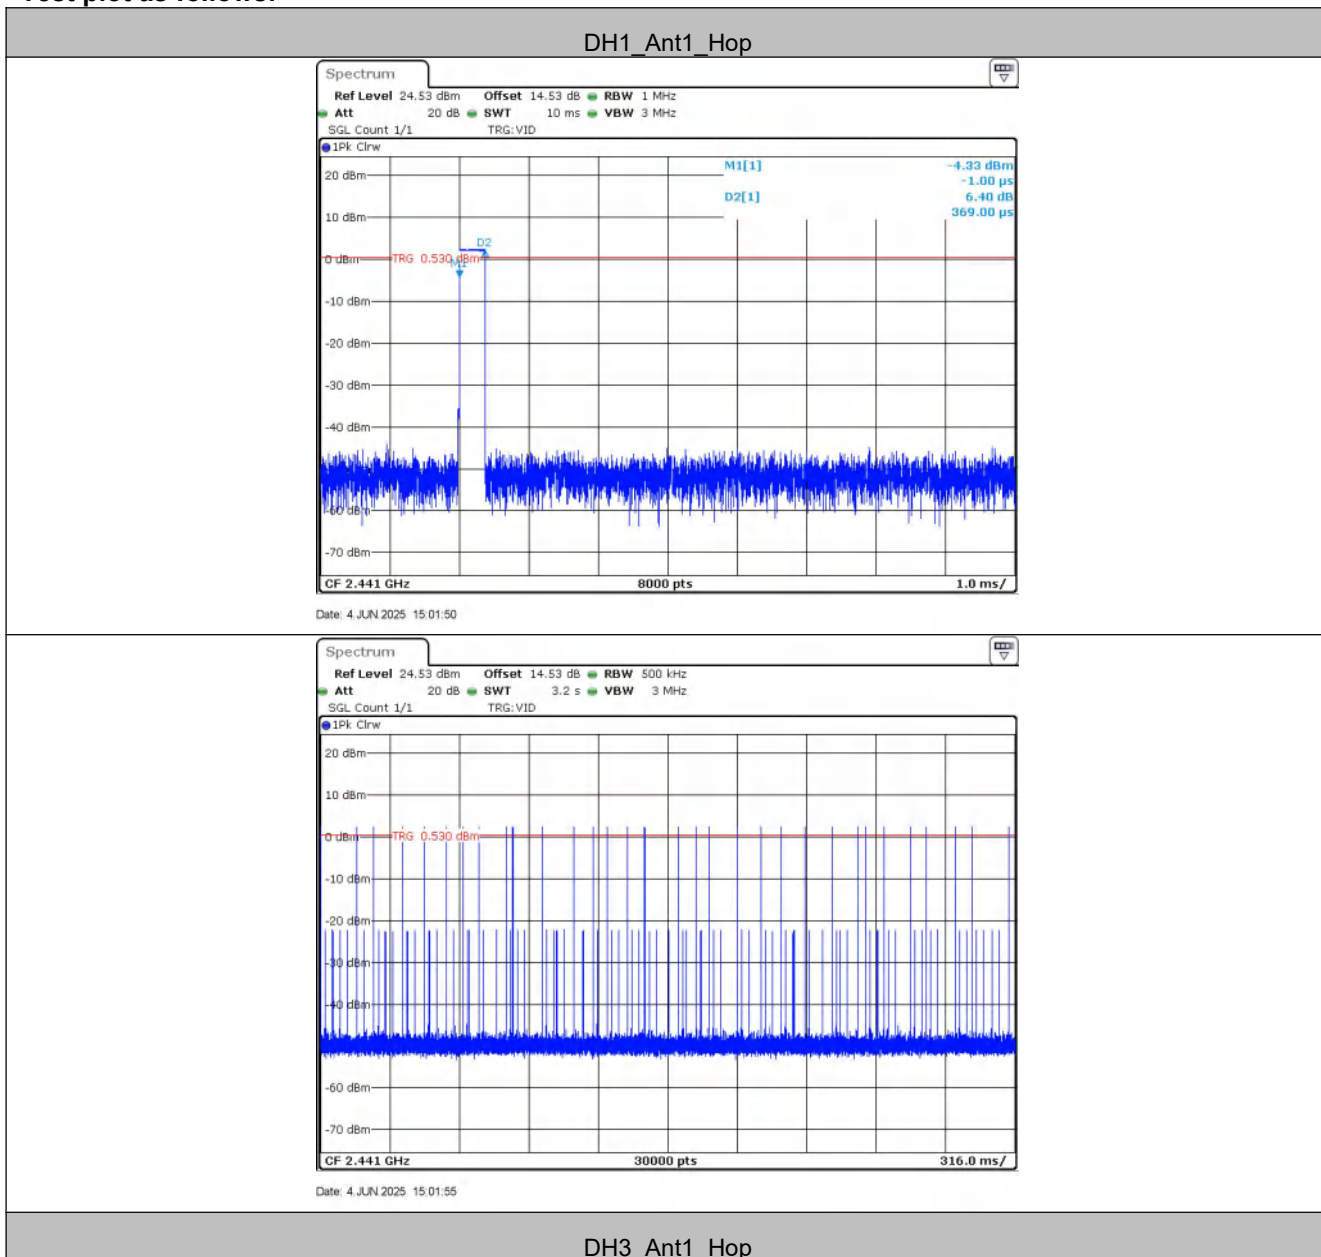 Test plot as follows:
DH1_Ant1_Hop
Spectrum
Ref Level 24.53 dBm Offset 14.53 dB RBW 1 MHz
Att 20 dB SWT 10 ms VBW 3 MHz
SGL Count 1/1 TRG:VID
1Pk Clrw
M1[1] -4.33 dBm
-1.00 µs
D2[1] 6.40 dB
369.00 µs
20 dBm
10 dBm
D2
0 dBm TRG 0.530 dBm M1
-10 dBm
-20 dBm
-30 dBm
-40 dBm
-60 dBm
-70 dBm
CF 2.441 GHz 8000 pts 1.0 ms/
Date: 4.JUN.2025 15:01:50
Spectrum
Ref Level 24.53 dBm Offset 14.53 dB RBW 500 kHz
Att 20 dB SWT 3.2 s VBW 3 MHz
SGL Count 1/1 TRG:VID
1Pk Clrw
20 dBm
10 dBm
0 dBm TRG 0.530 dBm
-10 dBm
-20 dBm
-30 dBm
-40 dBm
-60 dBm
-70 dBm
CF 2.441 GHz 30000 pts 316.0 ms/
Date: 4.JUN.2025 15:01:55
DH3_Ant1_Hop